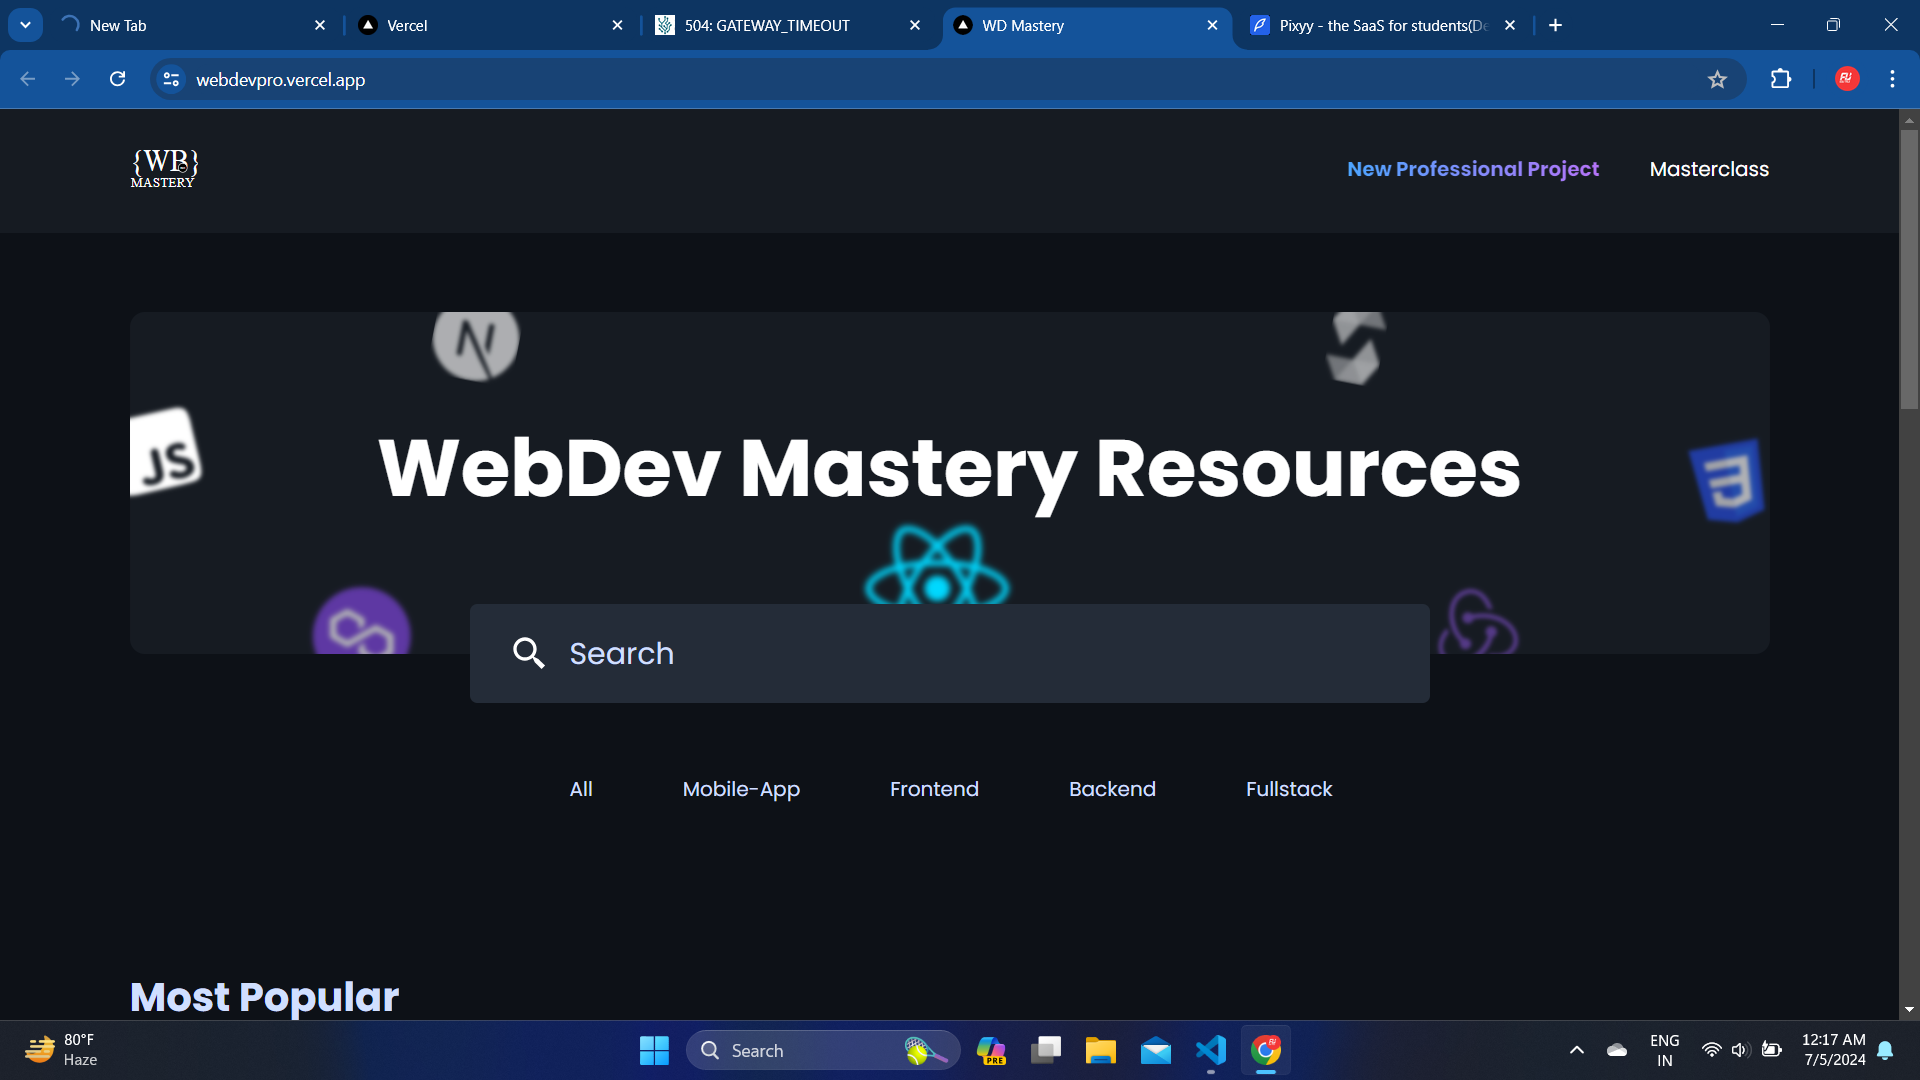 New Tab
Vercel
504: GATEWAY_TIMEOUT
WD Mastery
Pixyy - the SaaS for students(De
webdevpro.vercel.app
{WB}
MASTERY
New Professional Project
Masterclass
N
JS
WebDev Mastery Resources
Search
All
Mobile-App
Frontend
Backend
Fullstack
Most Popular
80°F
Haze
Search
PRE
ENG
IN
12:17 AM
7/5/2024